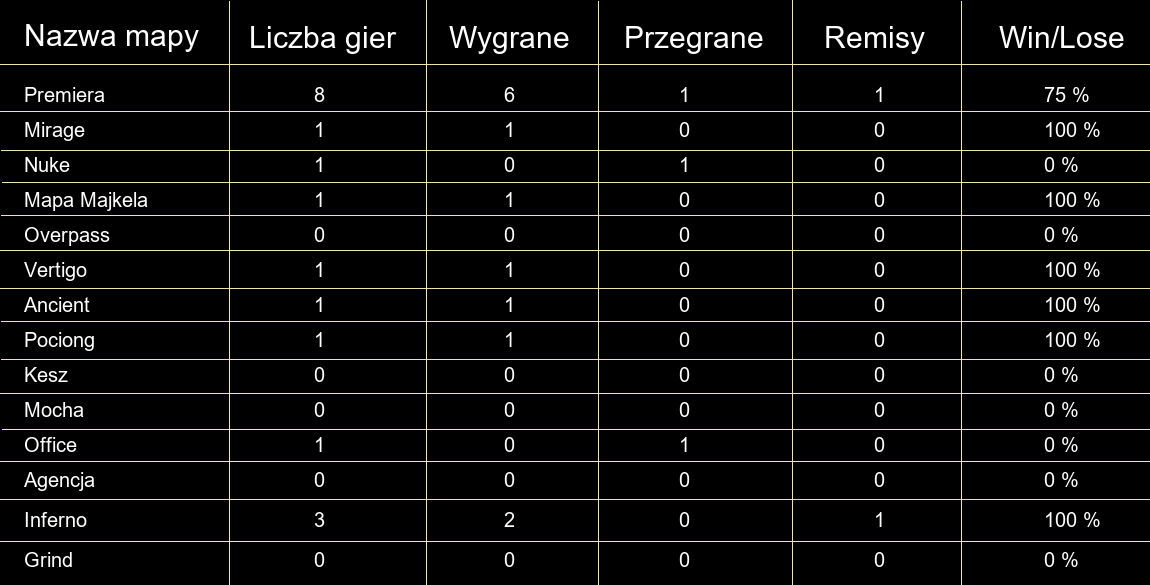 Nazwa mapy Liczba gier Wygrane Przegrane Remisy Win/Lose
Premiera 8 6 1 1 75 %
Mirage 1 1 0 0 100 %
Nuke 1 0 1 0 0 %
Mapa Majkela 1 1 0 0 100 %
Overpass 0 0 0 0 0 %
Vertigo 1 1 0 0 100 %
Ancient 1 1 0 0 100 %
Pociong 1 1 0 0 100 %
Kesz 0 0 0 0 0 %
Mocha 0 0 0 0 0 %
Office 1 0 1 0 0 %
Agencja 0 0 0 0 0 %
Inferno 3 2 0 1 100 %
Grind 0 0 0 0 0 %